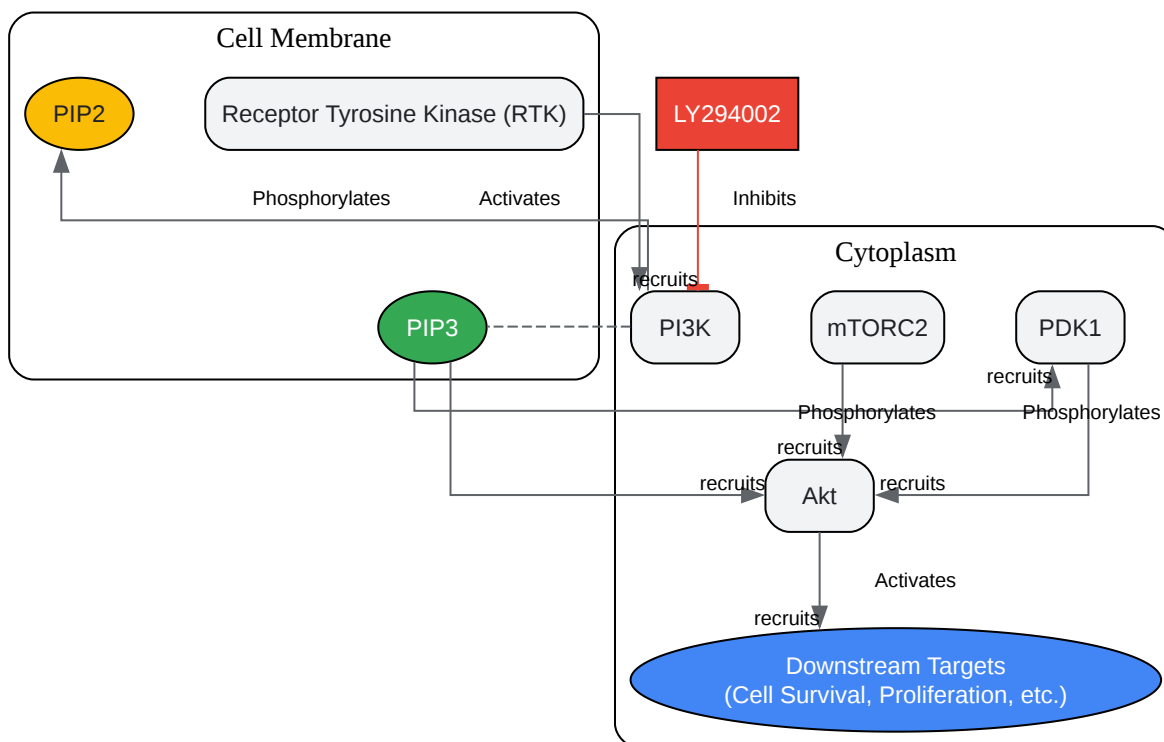 Cell Membrane
PIP2
Receptor Tyrosine Kinase (RTK)
LY294002
Phosphorylates
Activates
Inhibits
Cytoplasm
recruits
PIP3
PI3K
mTORC2
PDK1
recruits
Phosphorylates
Phosphorylates
recruits
recruits
recruits
Akt
Activates
recruits
Downstream Targets
(Cell Survival, Proliferation, etc.)